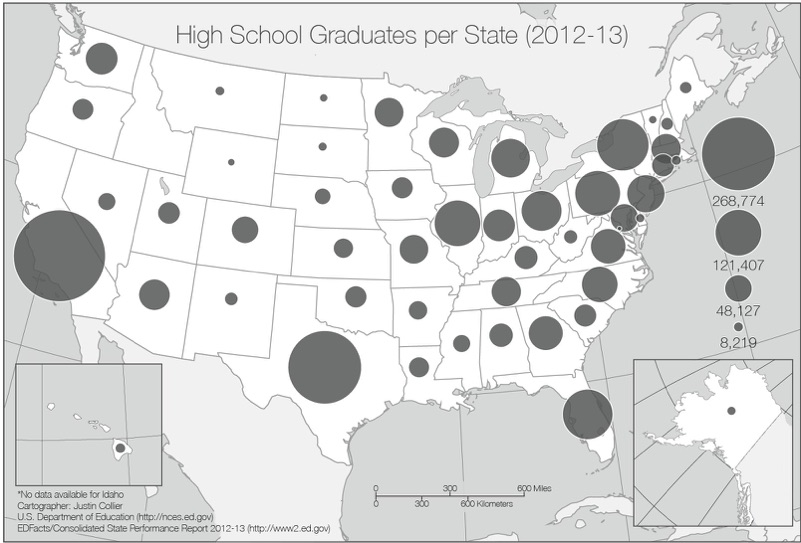 High School Graduates per State (2012-13)
268,774
121,407
48,127
8,219
0 300 600 Miles
0 300 600 Kilometers
*No data available for Idaho
Cartographer: Justin Collier
U.S. Department of Education (http://nces.ed.gov)
EDFacts/Consolidated State Performance Report 2012-13 (http://www2.ed.gov)